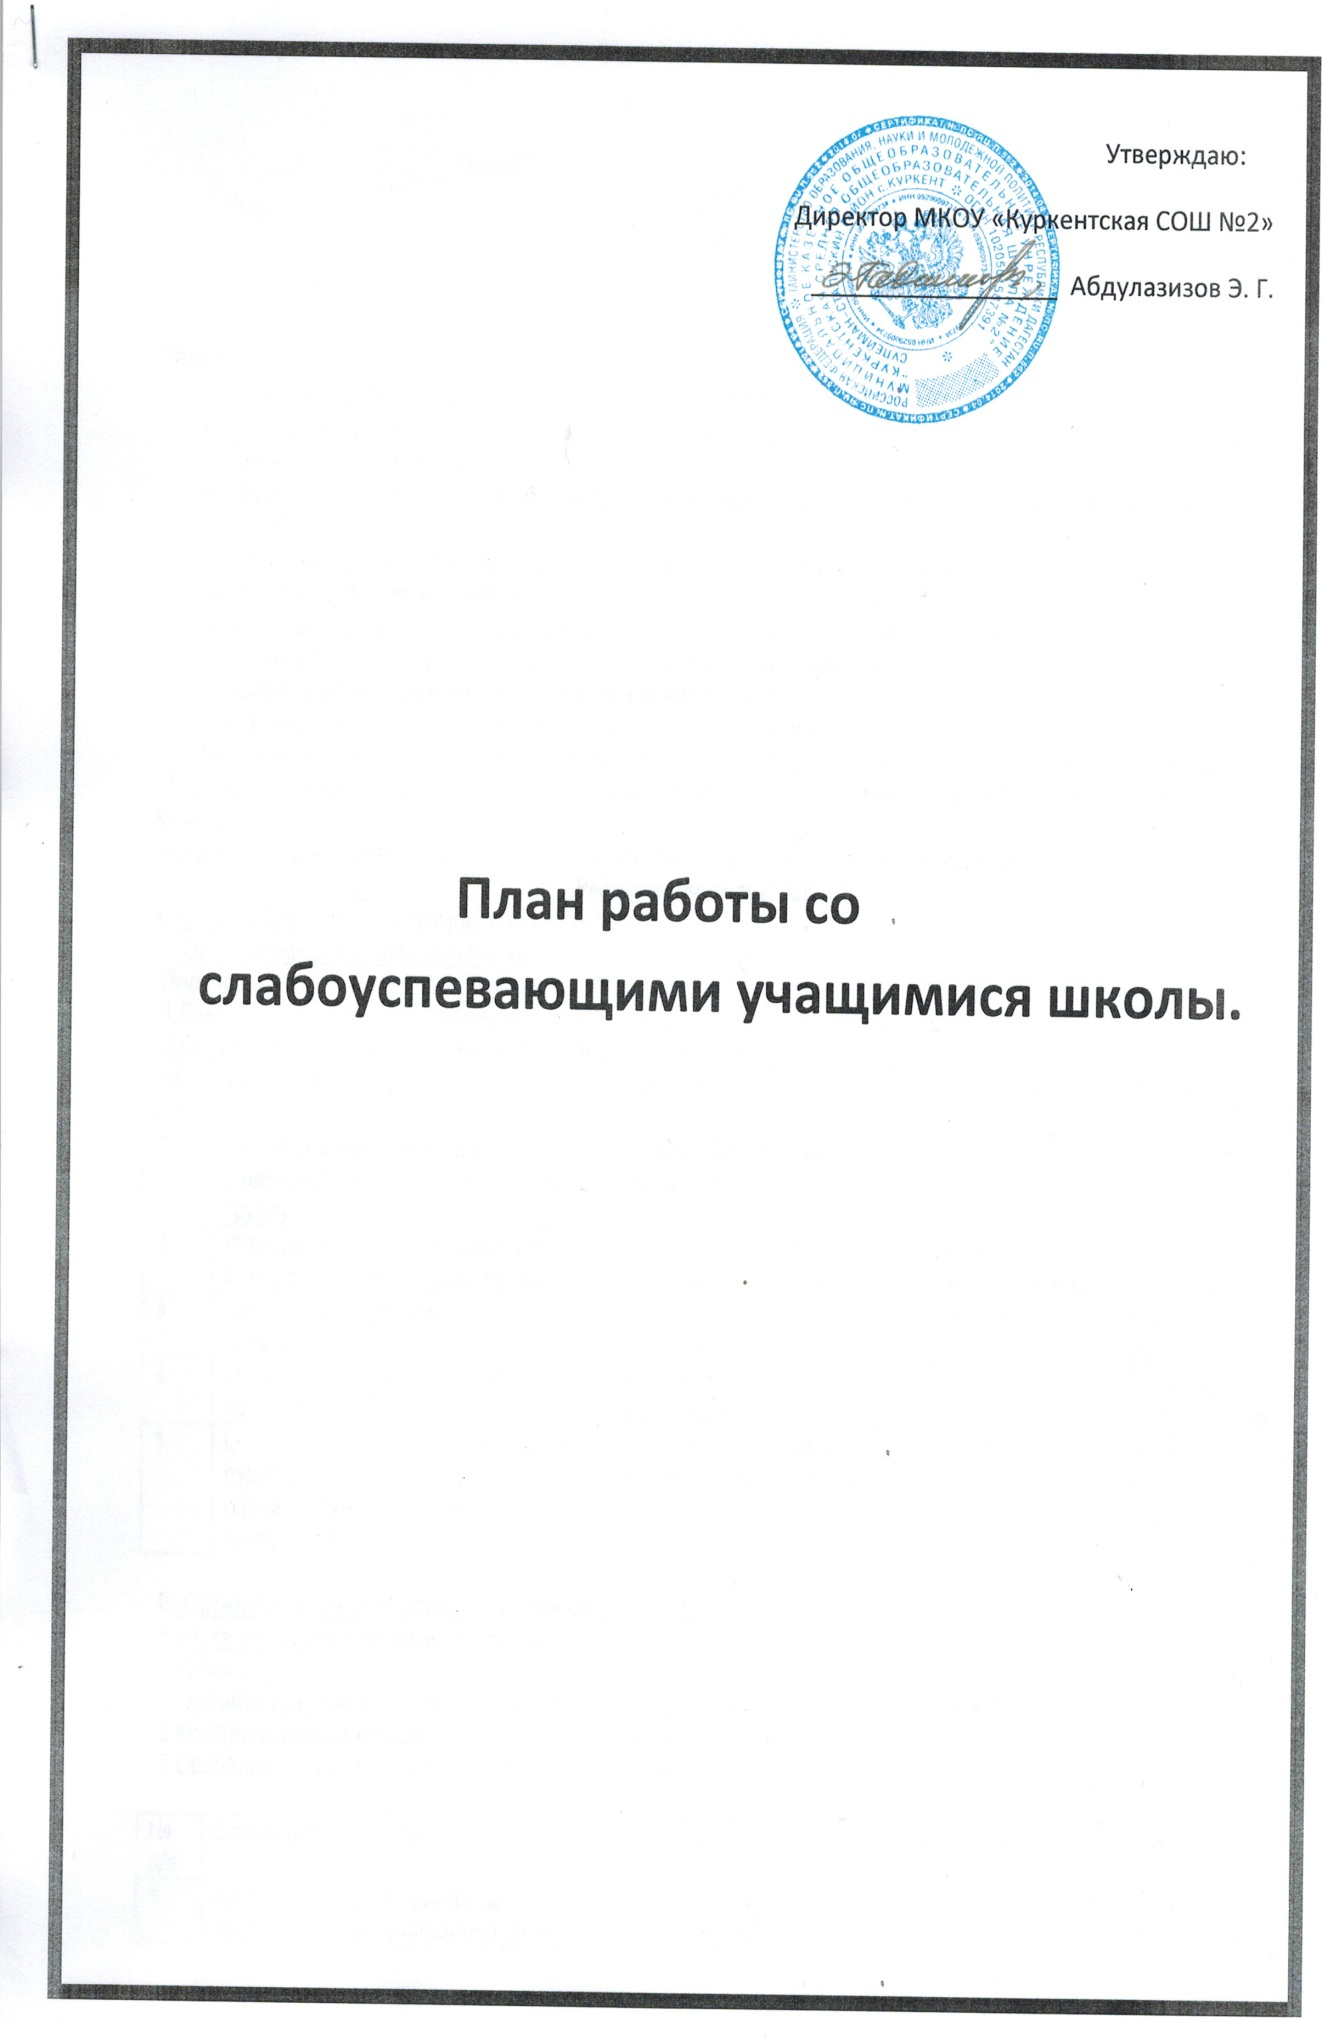 Утверждаю:
Директор МКОУ «Куркентская СОШ №2»
Абдулазизов Э. Г.
План работы со
слабоуспевающими учащимися школы.